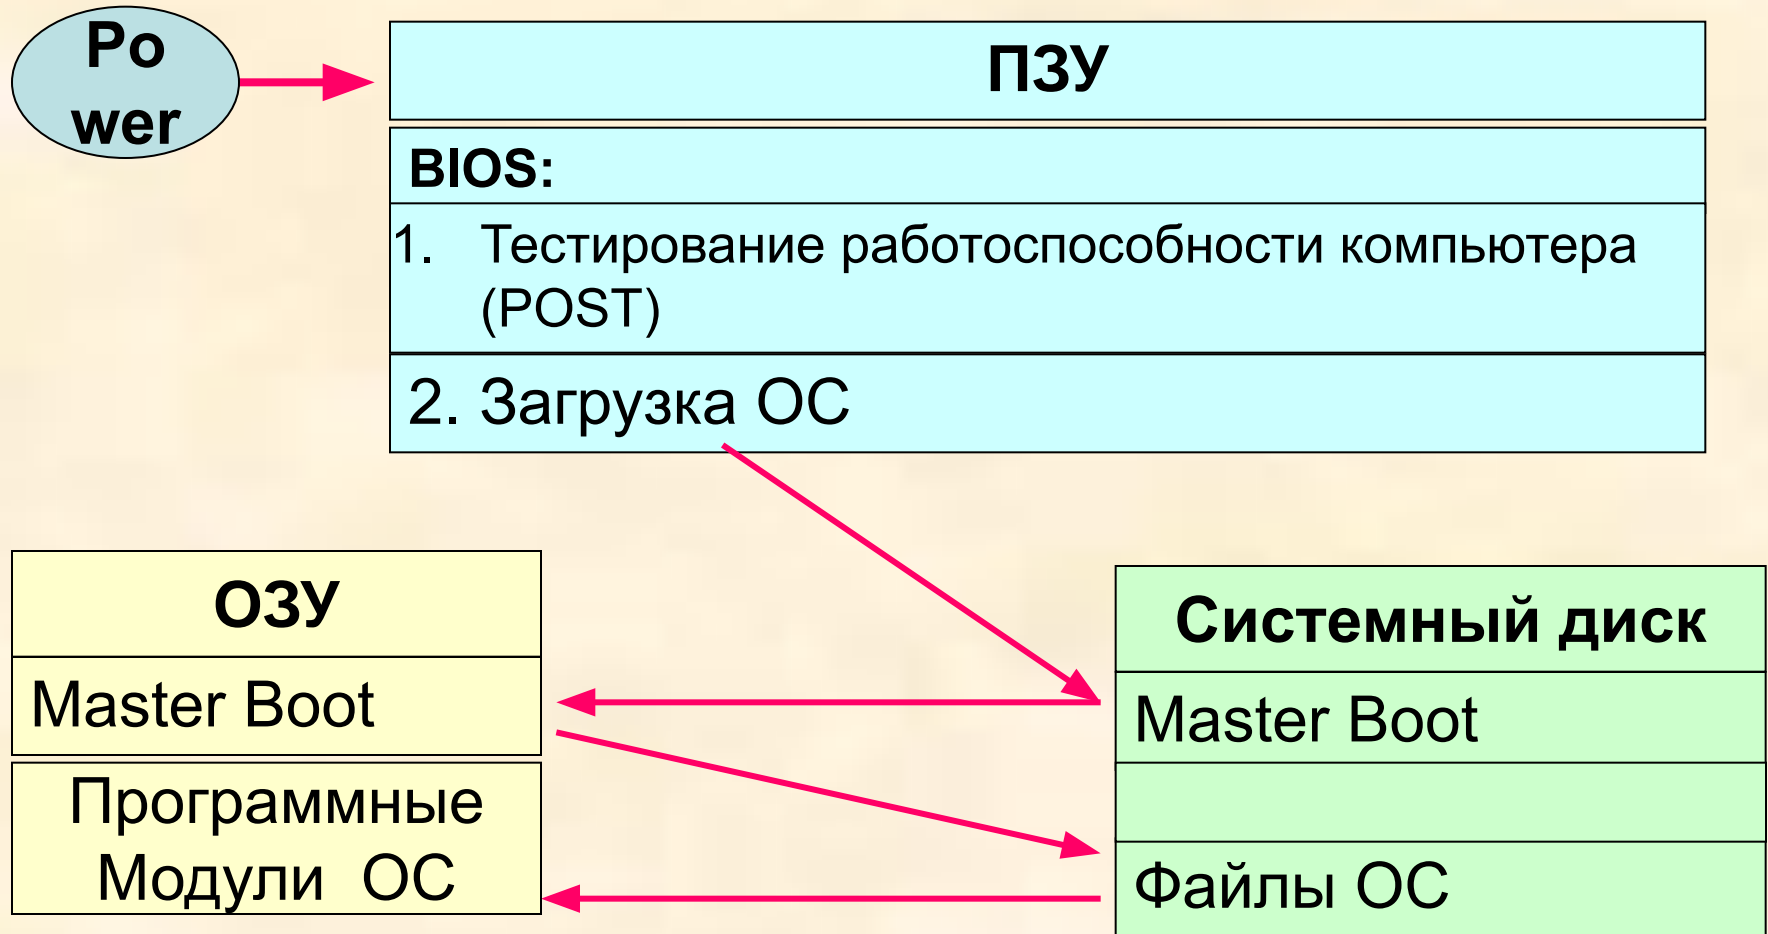 Po
wer
ПЗУ
BIOS:
1. Тестирование работоспособности компьютера
(POST)
2. Загрузка ОС
ОЗУ
Master Boot
Программные
Модули ОС
Системный диск
Master Boot
Файлы ОС